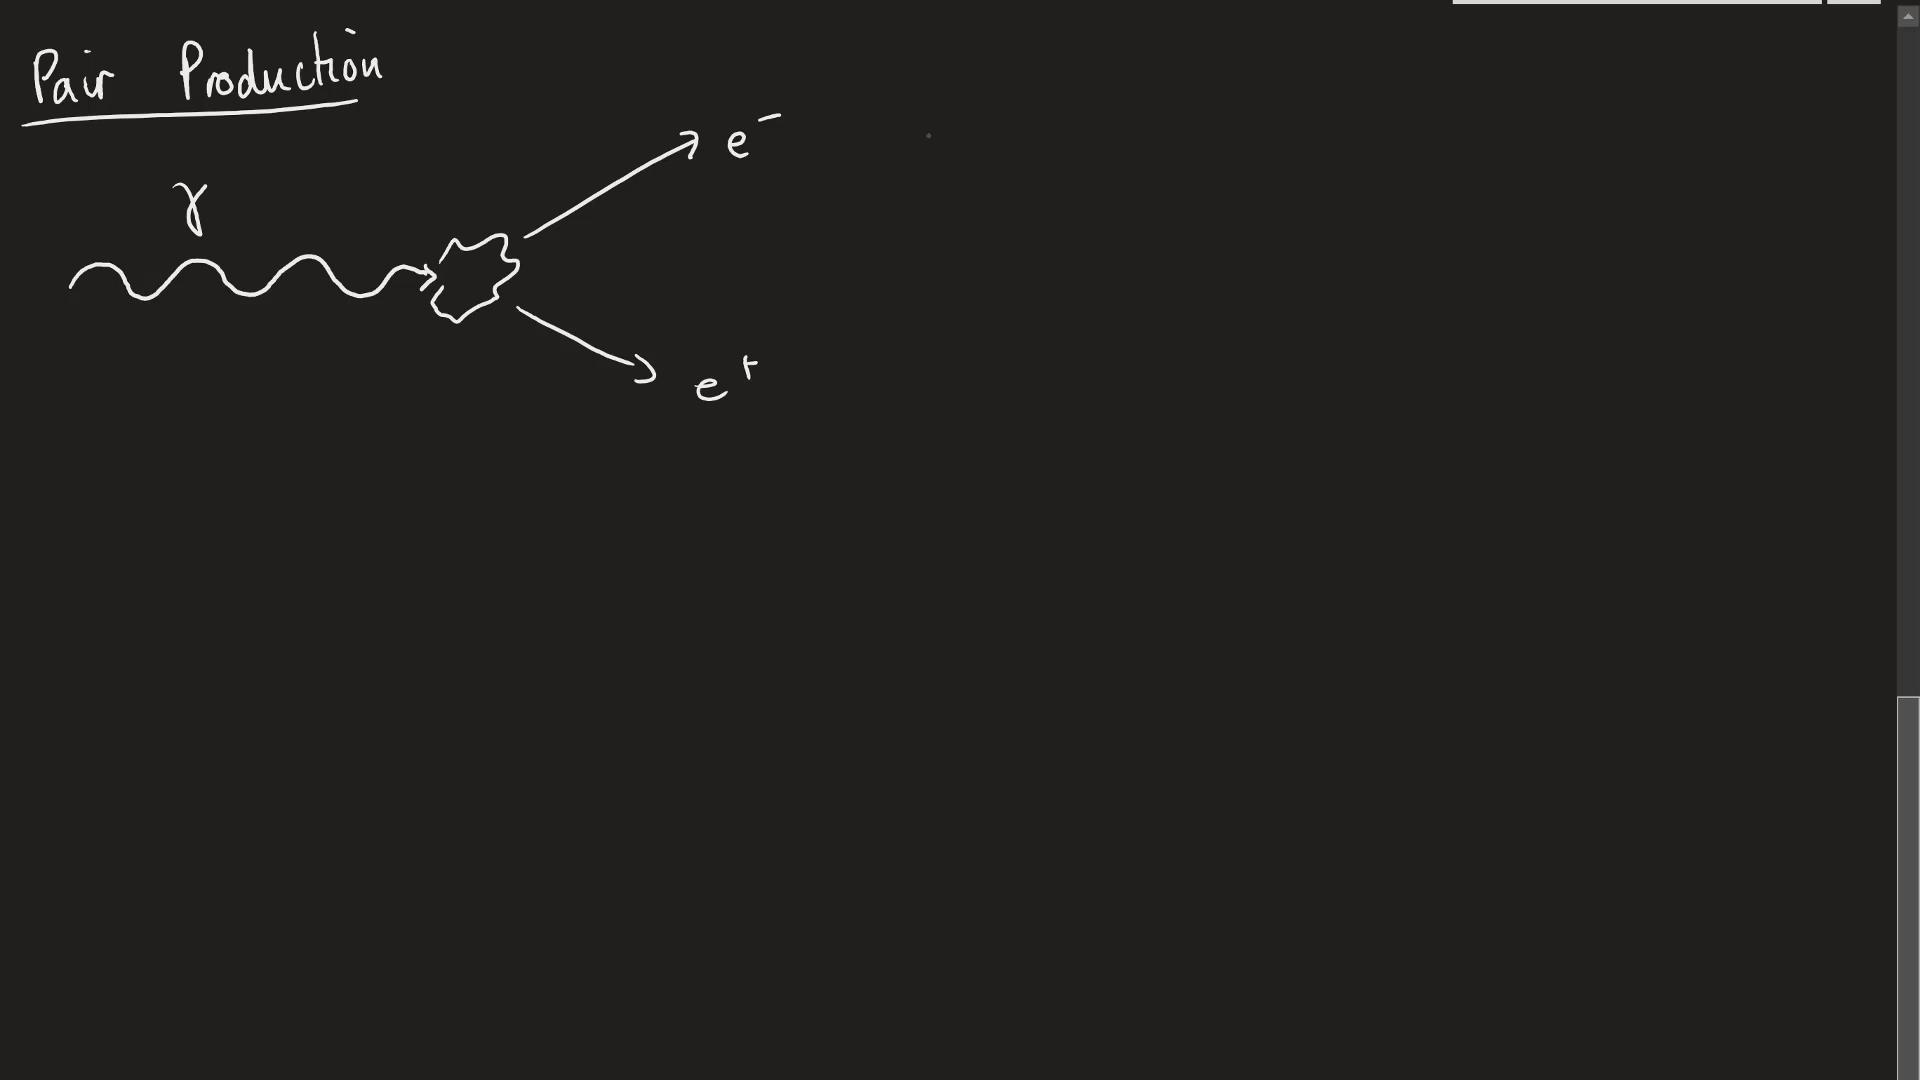 Pair Production
γ
e⁻
e⁺